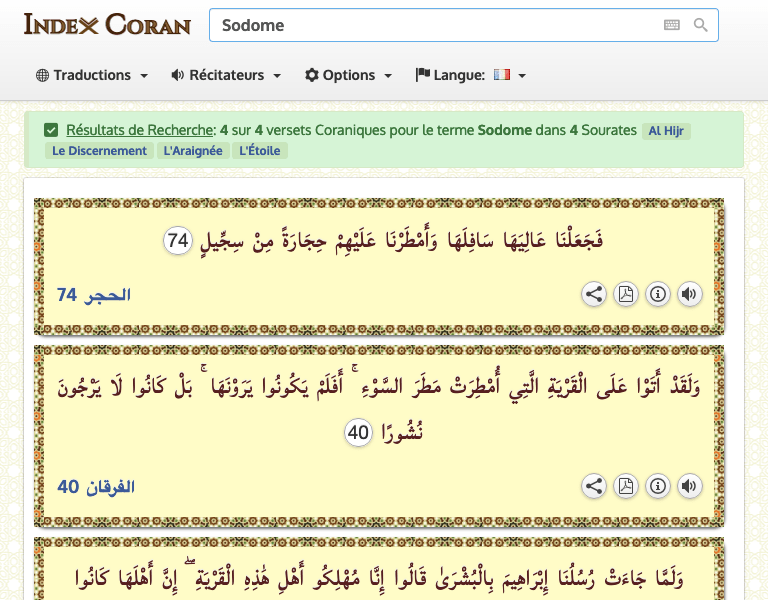 INDEX CORAN
Sodome
Traductions Récitateurs Options Langue:
Résultats de Recherche: 4 sur 4 versets Coraniques pour le terme Sodome dans 4 Sourates Al Hijr
Le Discernement L'Araignée L'Étoile
فَجَعَلْنَا عَالِيَهَا سَافِلَهَا وَأَمْطَرْنَا عَلَيْهِمْ حِجَارَةً مِنْ سِجِّيلٍ 74
الحجر 74
وَلَقَدْ أَتَوْا عَلَى الْقَرْيَةِ الَّتِي أُمْطِرَتْ مَطَرَ السَّوْءِ ۚ أَفَلَمْ يَكُونُوا يَرَوْنَهَا ۚ بَلْ كَانُوا لَا يَرْجُونَ
نُشُورًا 40
الفرقان 40
وَلَمَّا جَاءَتْ رُسُلُنَا إِبْرَاهِيمَ بِالْبُشْرَىٰ قَالُوا إِنَّا مُهْلِكُو أَهْلِ هَٰذِهِ الْقَرْيَةِ ۖ إِنَّ أَهْلَهَا كَانُوا